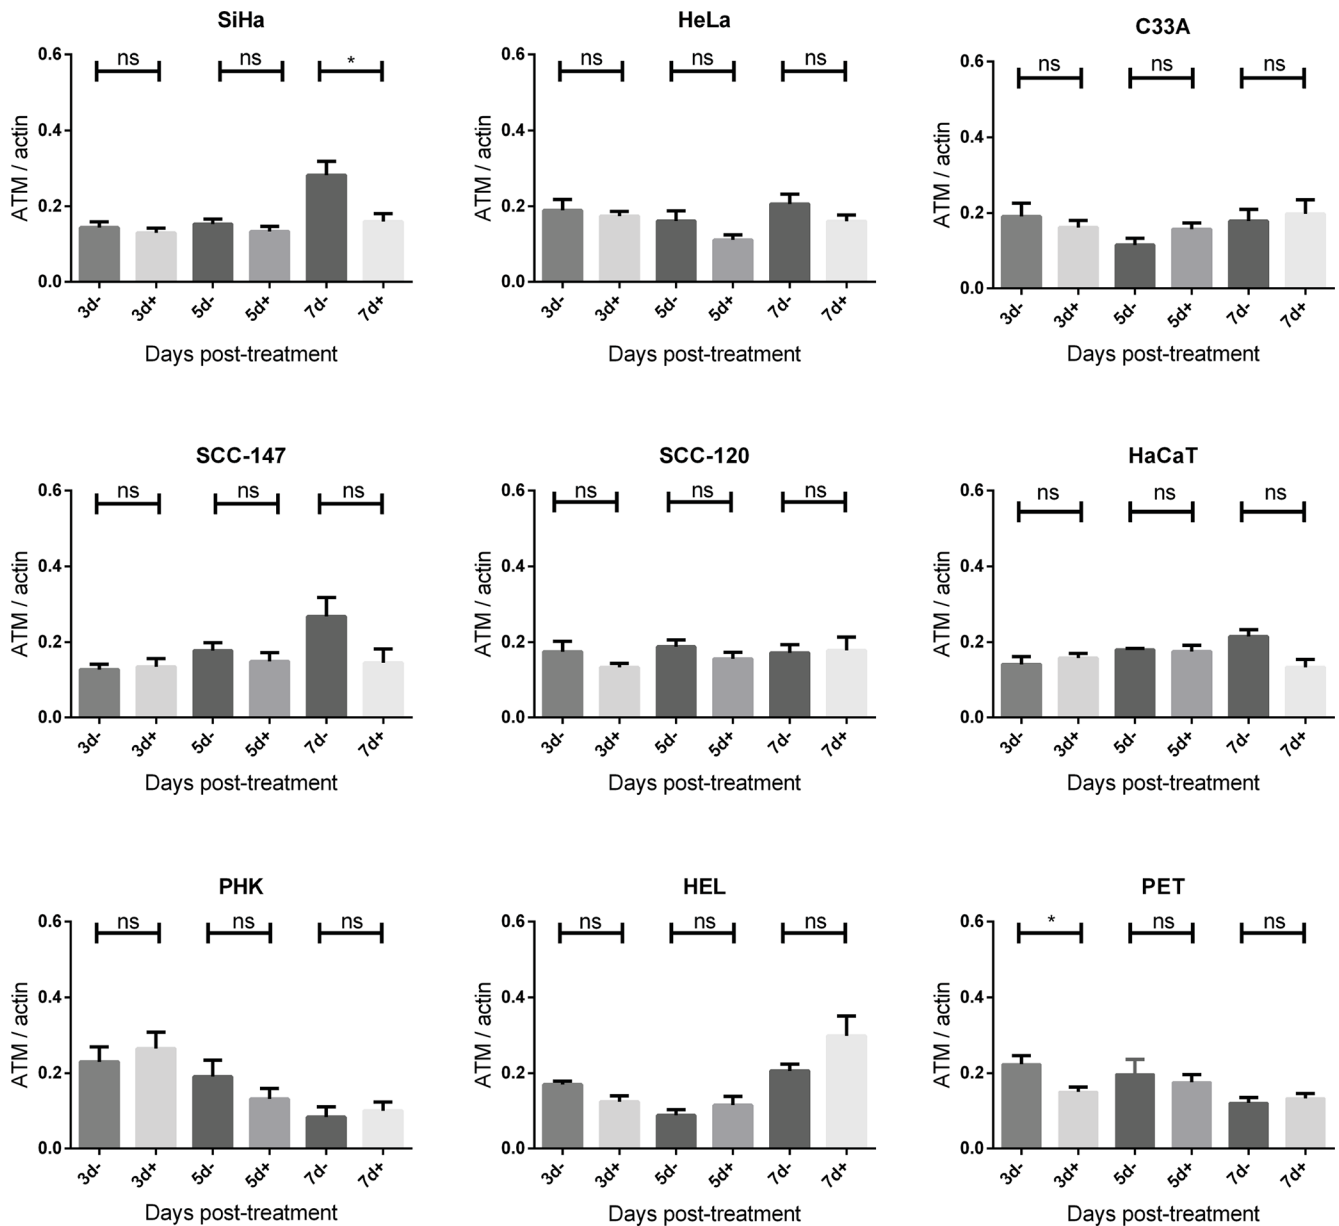 SiHa
ns ns *
ATM / actin
0.6
0.4
0.2
0.0
3d- 3d+ 5d- 5d+ 7d- 7d+
Days post-treatment
HeLa
ns ns ns
ATM / actin
0.6
0.4
0.2
0.0
3d- 3d+ 5d- 5d+ 7d- 7d+
Days post-treatment
C33A
ns ns ns
ATM / actin
0.6
0.4
0.2
0.0
3d- 3d+ 5d- 5d+ 7d- 7d+
Days post-treatment
SCC-147
ns ns ns
ATM / actin
0.6
0.4
0.2
0.0
3d- 3d+ 5d- 5d+ 7d- 7d+
Days post-treatment
SCC-120
ns ns ns
ATM / actin
0.6
0.4
0.2
0.0
3d- 3d+ 5d- 5d+ 7d- 7d+
Days post-treatment
HaCaT
ns ns ns
ATM / actin
0.6
0.4
0.2
0.0
3d- 3d+ 5d- 5d+ 7d- 7d+
Days post-treatment
PHK
ns ns ns
ATM / actin
0.6
0.4
0.2
0.0
3d- 3d+ 5d- 5d+ 7d- 7d+
Days post-treatment
HEL
ns ns ns
ATM / actin
0.6
0.4
0.2
0.0
3d- 3d+ 5d- 5d+ 7d- 7d+
Days post-treatment
PET
* ns ns
ATM / actin
0.6
0.4
0.2
0.0
3d- 3d+ 5d- 5d+ 7d- 7d+
Days post-treatment